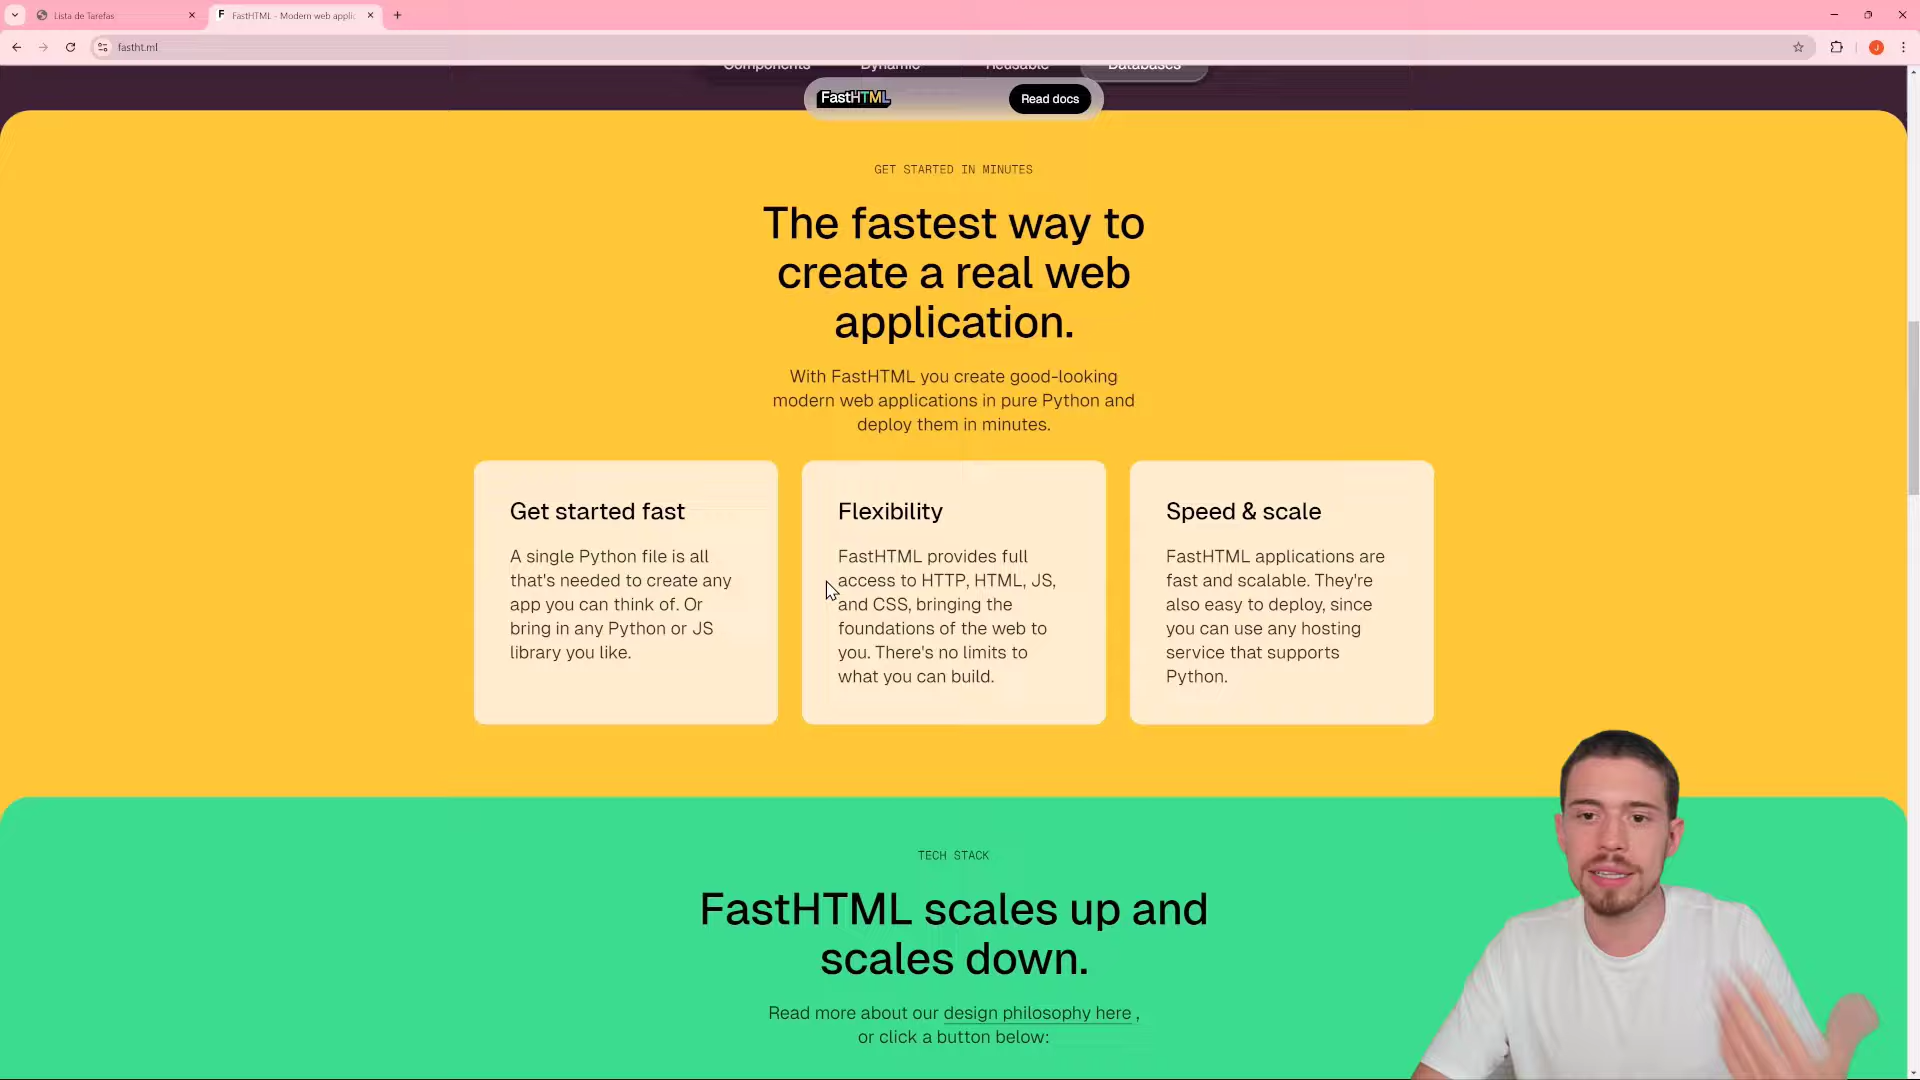 Lista de Tarefas
F FastHTML - Modern web applic
fastht.ml
J
Components Dynamic Reusable Databases
FastHTML
Read docs
GET STARTED IN MINUTES
The fastest way to
create a real web
application.
With FastHTML you create good-looking
modern web applications in pure Python and
deploy them in minutes.
Get started fast
A single Python file is all
that's needed to create any
app you can think of. Or
bring in any Python or JS
library you like.
Flexibility
FastHTML provides full
access to HTTP, HTML, JS,
and CSS, bringing the
foundations of the web to
you. There's no limits to
what you can build.
Speed & scale
FastHTML applications are
fast and scalable. They're
also easy to deploy, since
you can use any hosting
service that supports
Python.
TECH STACK
FastHTML scales up and
scales down.
Read more about our design philosophy here ,
or click a button below: